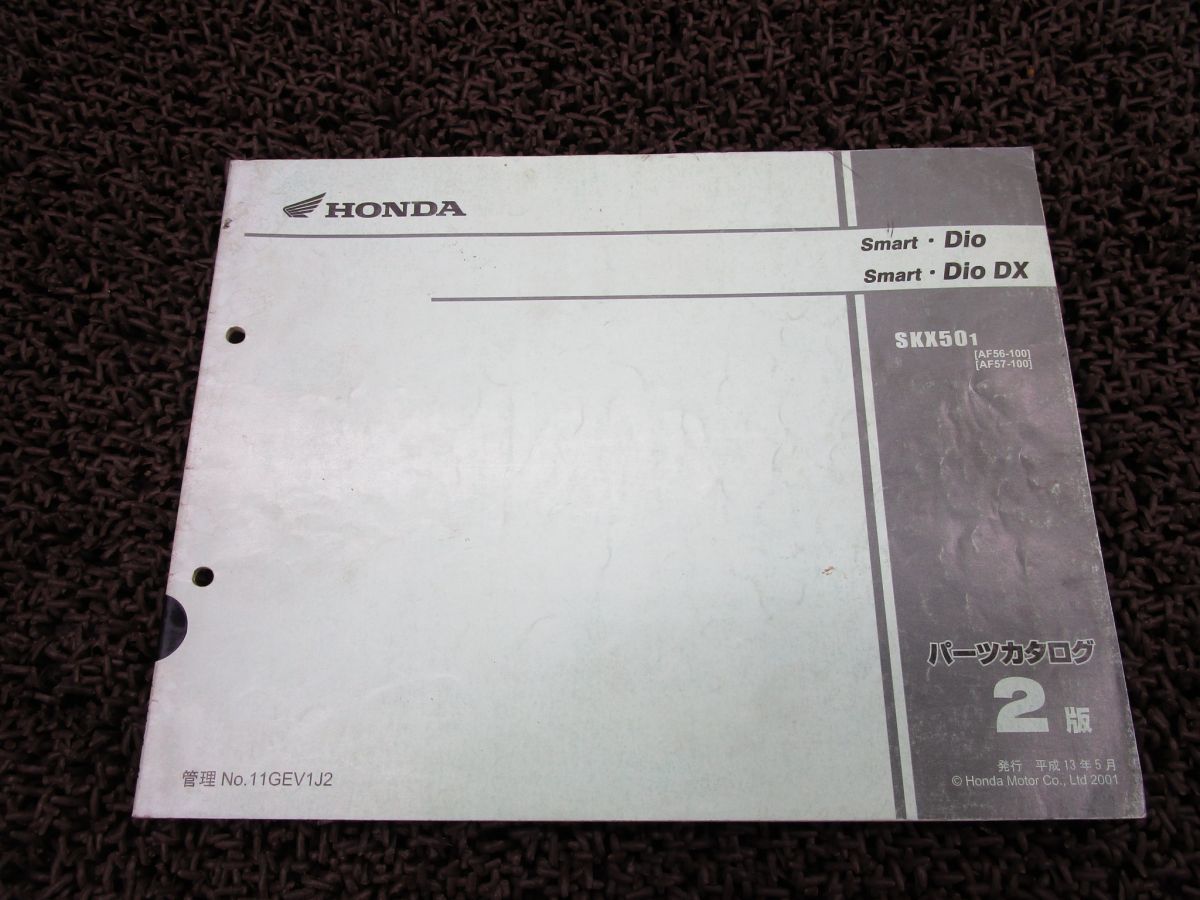 HONDA
Smart・Dio
Smart・Dio DX
SKX501
[AF56-100]
[AF57-100]
パーツカタログ
2版
発行 平成13年5月
© Honda Motor Co., Ltd 2001
管理 No.11GEV1J2